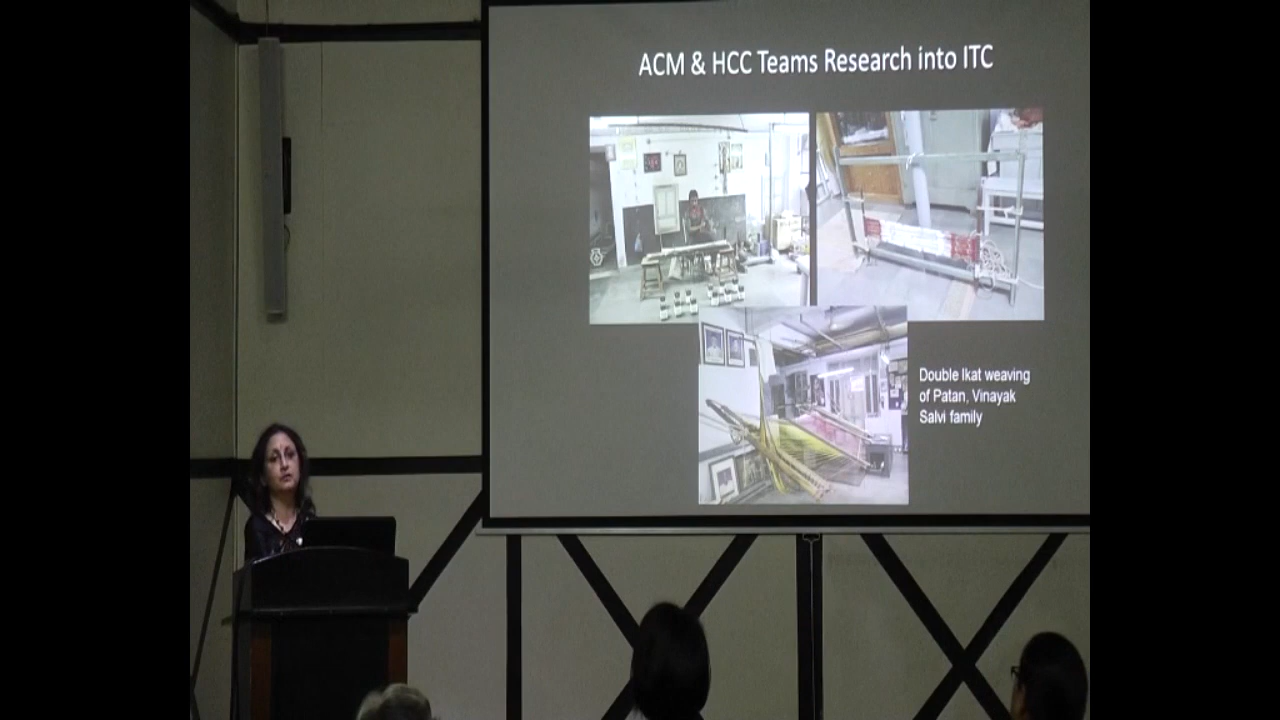 ACM & HCC Teams Research into ITC
Double Ikat weaving
of Patan, Vinayak
Salvi family